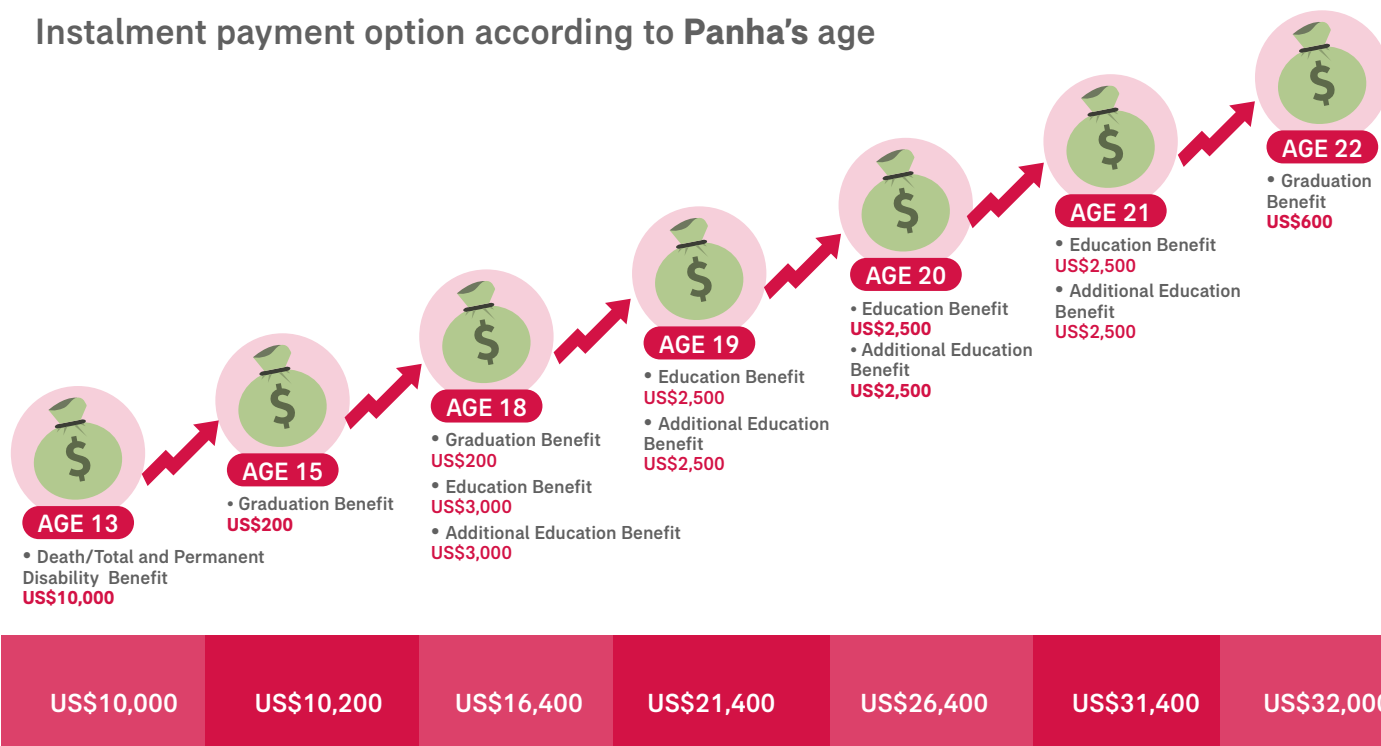 Instalment payment option according to Panha's age
AGE 13
• Death/Total and Permanent
Disability Benefit
US$10,000
AGE 15
• Graduation Benefit
US$200
AGE 18
• Graduation Benefit
US$200
• Education Benefit
US$3,000
• Additional Education Benefit
US$3,000
AGE 19
• Education Benefit
US$2,500
• Additional Education
Benefit
US$2,500
AGE 20
• Education Benefit
US$2,500
• Additional Education
Benefit
US$2,500
AGE 21
• Education Benefit
US$2,500
• Additional Education
Benefit
US$2,500
AGE 22
• Graduation
Benefit
US$600
US$10,000
US$10,200
US$16,400
US$21,400
US$26,400
US$31,400
US$32,000